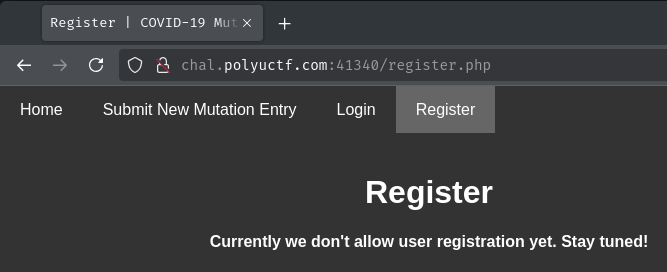 Register | COVID-19 Mut
chal.polyuctf.com:41340/register.php
Home Submit New Mutation Entry Login Register
Register
Currently we don't allow user registration yet. Stay tuned!